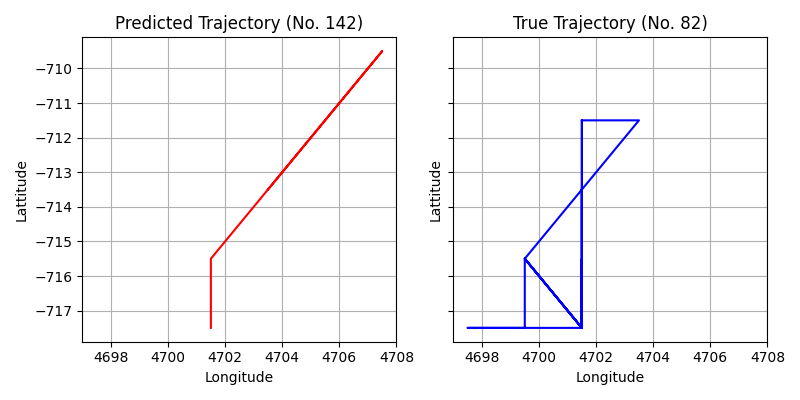 Predicted Trajectory (No. 142)
Lattitude
−710
−711
−712
−713
−714
−715
−716
−717
4698 4700 4702 4704 4706 4708
Longitude
True Trajectory (No. 82)
Lattitude
4698 4700 4702 4704 4706 4708
Longitude